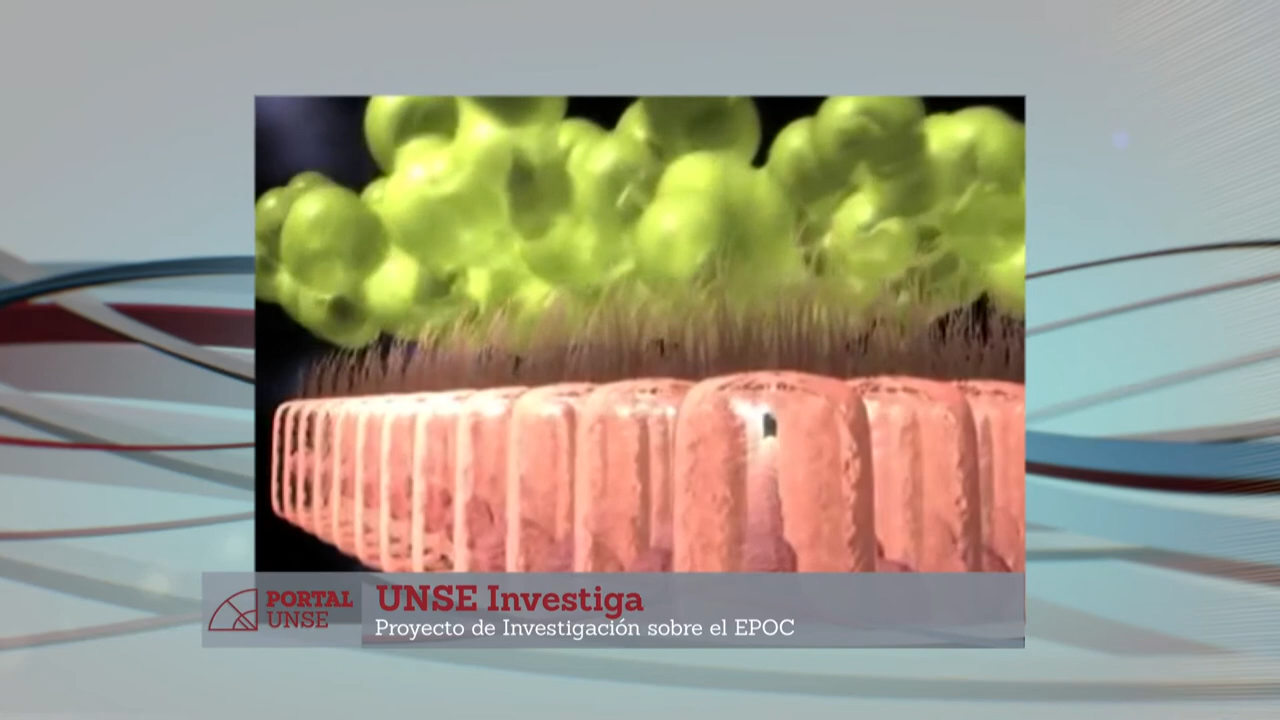 PORTAL
UNSE
UNSE Investiga
Proyecto de Investigación sobre el EPOC